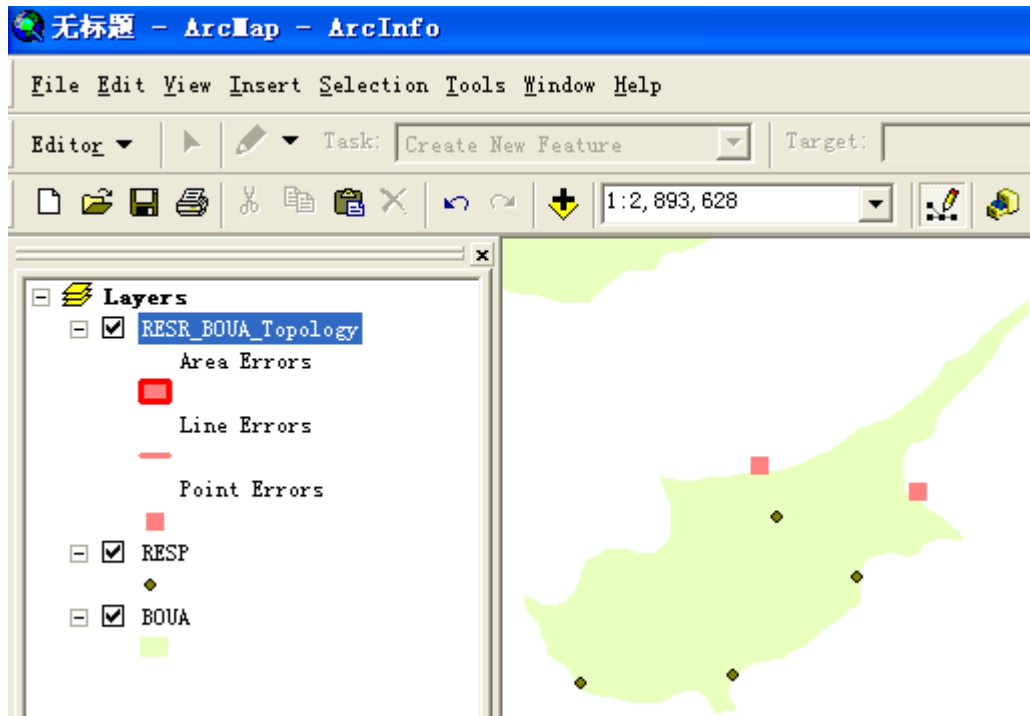 无标题 - ArcMap - ArcInfo
File Edit View Insert Selection Tools Window Help
Editor Task: Create New Feature Target:
1:2,893,628
Layers
RESR_BOUA_Topology
Area Errors
Line Errors
Point Errors
RESP
BOUA